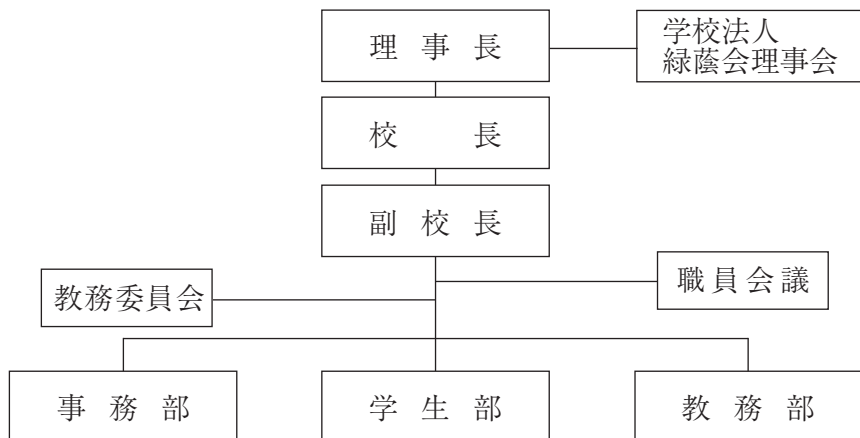 理事長
学校法人
緑蔭会理事会
校長
副校長
職員会議
教務委員会
事務部
学生部
教務部